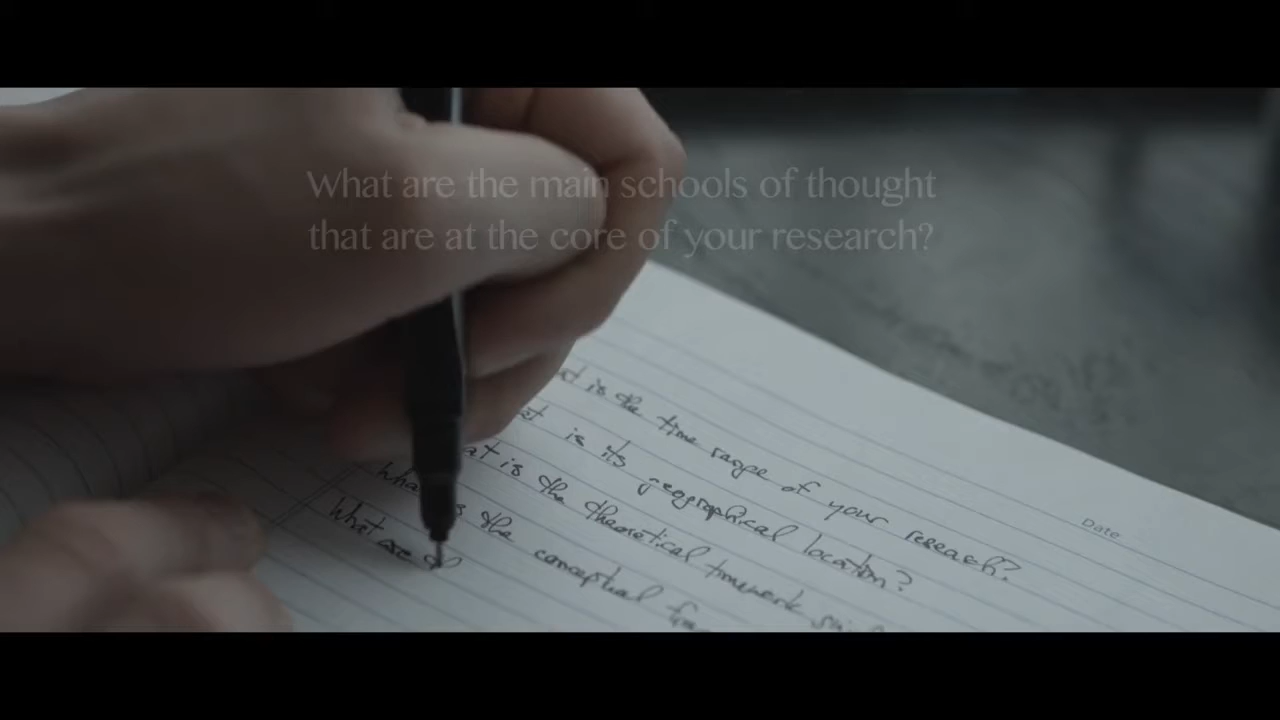 What are the main schools of thought
that are at the core of your research?
Date
is the time range of your research?
is its geographical location?
at is the theoretical
the conceptual
What are